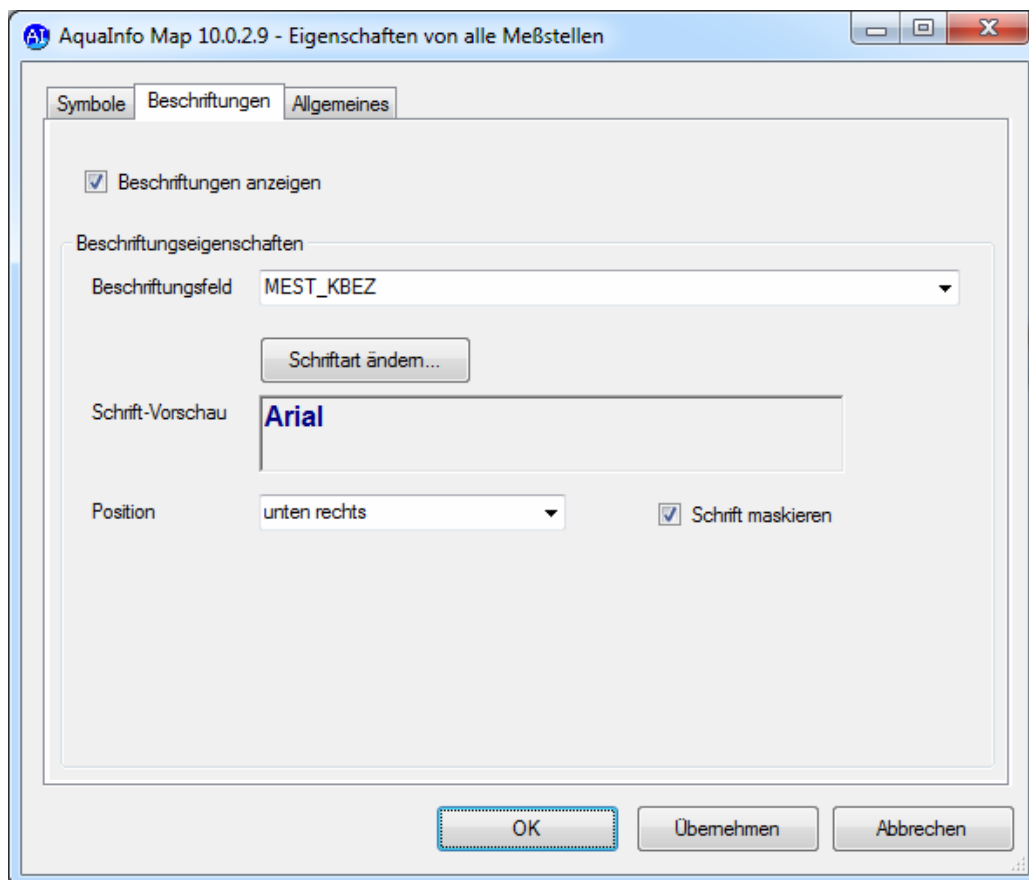 AI AquaInfo Map 10.0.2.9 - Eigenschaften von alle Meßstellen
Symbole Beschriftungen Allgemeines
Beschriftungen anzeigen
Beschriftungseigenschaften
Beschriftungsfeld MEST_KBEZ
Schriftart ändern...
Schrift-Vorschau Arial
Position unten rechts Schrift maskieren
OK Übernehmen Abbrechen